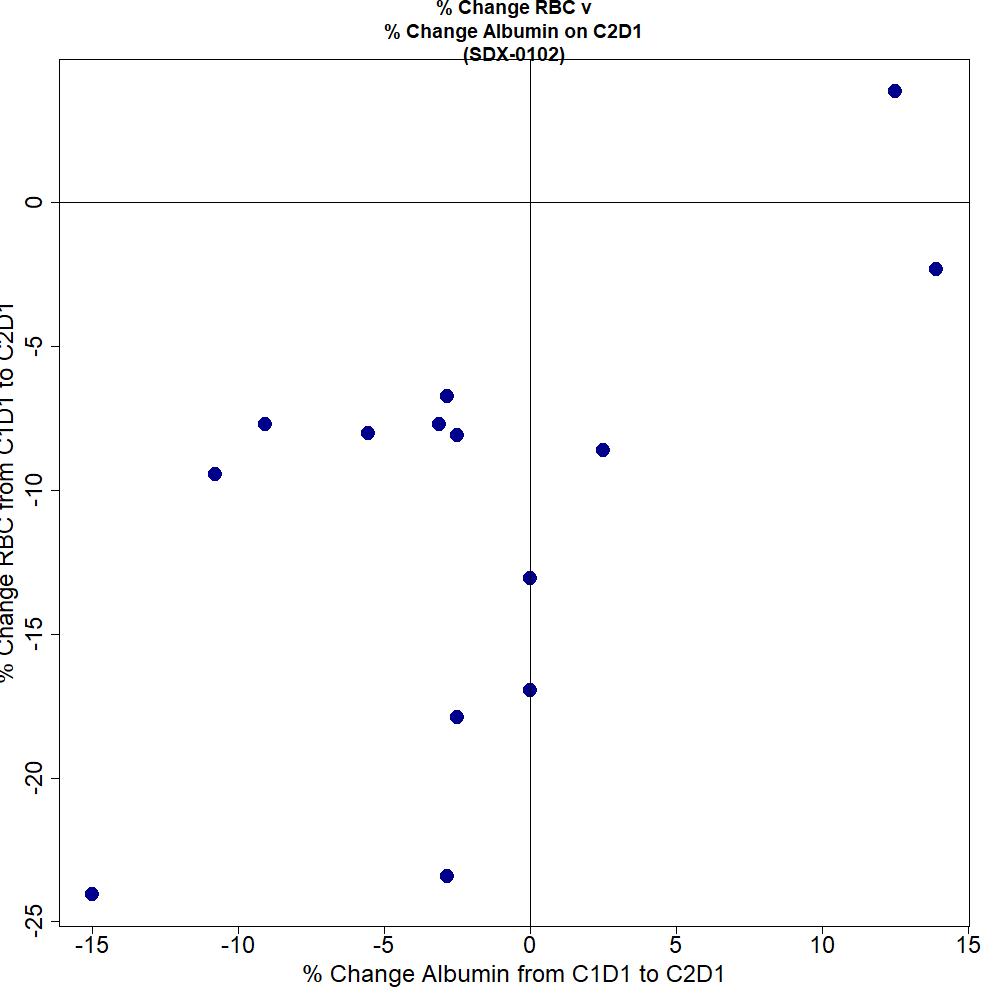 % Change RBC v
% Change Albumin on C2D1
(SDX-0102)
% Change RBC from C1D1 to C2D1
0
-5
-10
-15
-20
-25
-15
-10
-5
0
5
10
15
% Change Albumin from C1D1 to C2D1